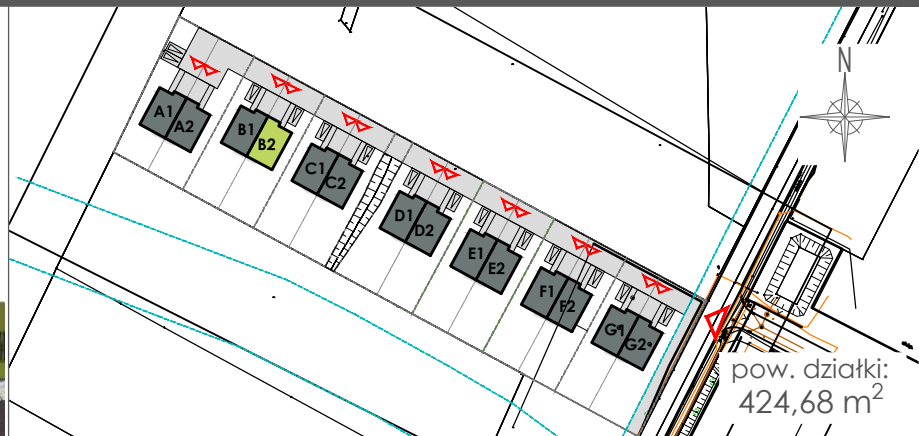 N
A1
A2
B1
B2
C1
C2
D1
D2
E1
E2
F1
F2
G1
G2
pow. działki:
424,68 m²